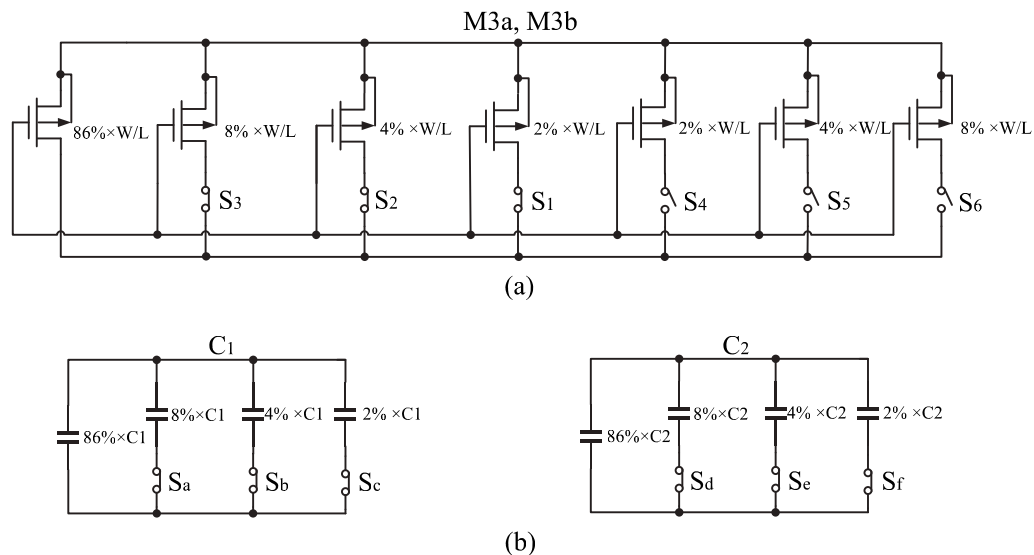 M3a, M3b
86%×W/L
8% ×W/L
4% ×W/L
2% ×W/L
2% ×W/L
4% ×W/L
8% ×W/L
S3
S2
S1
S4
S5
S6
(a)
C1
C2
86%×C1
8%×C1
4% ×C1
2% ×C1
86%×C2
8%×C2
4% ×C2
2% ×C2
Sa
Sb
Sc
Sd
Se
Sf
(b)